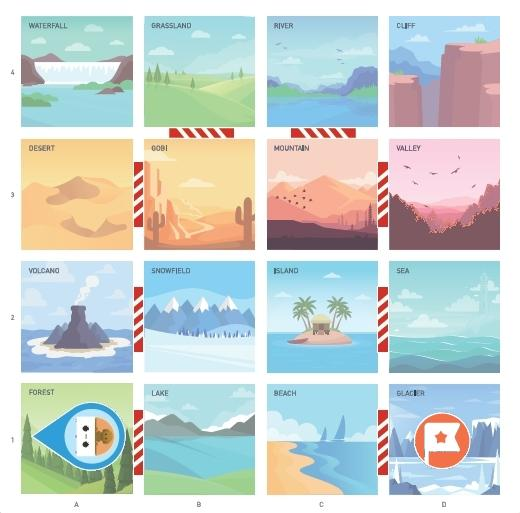 WATERFALL GRASSLAND RIVER CLIFF
4
DESERT GOBI MOUNTAIN VALLEY
3
VOLCANO SNOWFIELD ISLAND SEA
2
FOREST LAKE BEACH GLACIER
1
A B C D